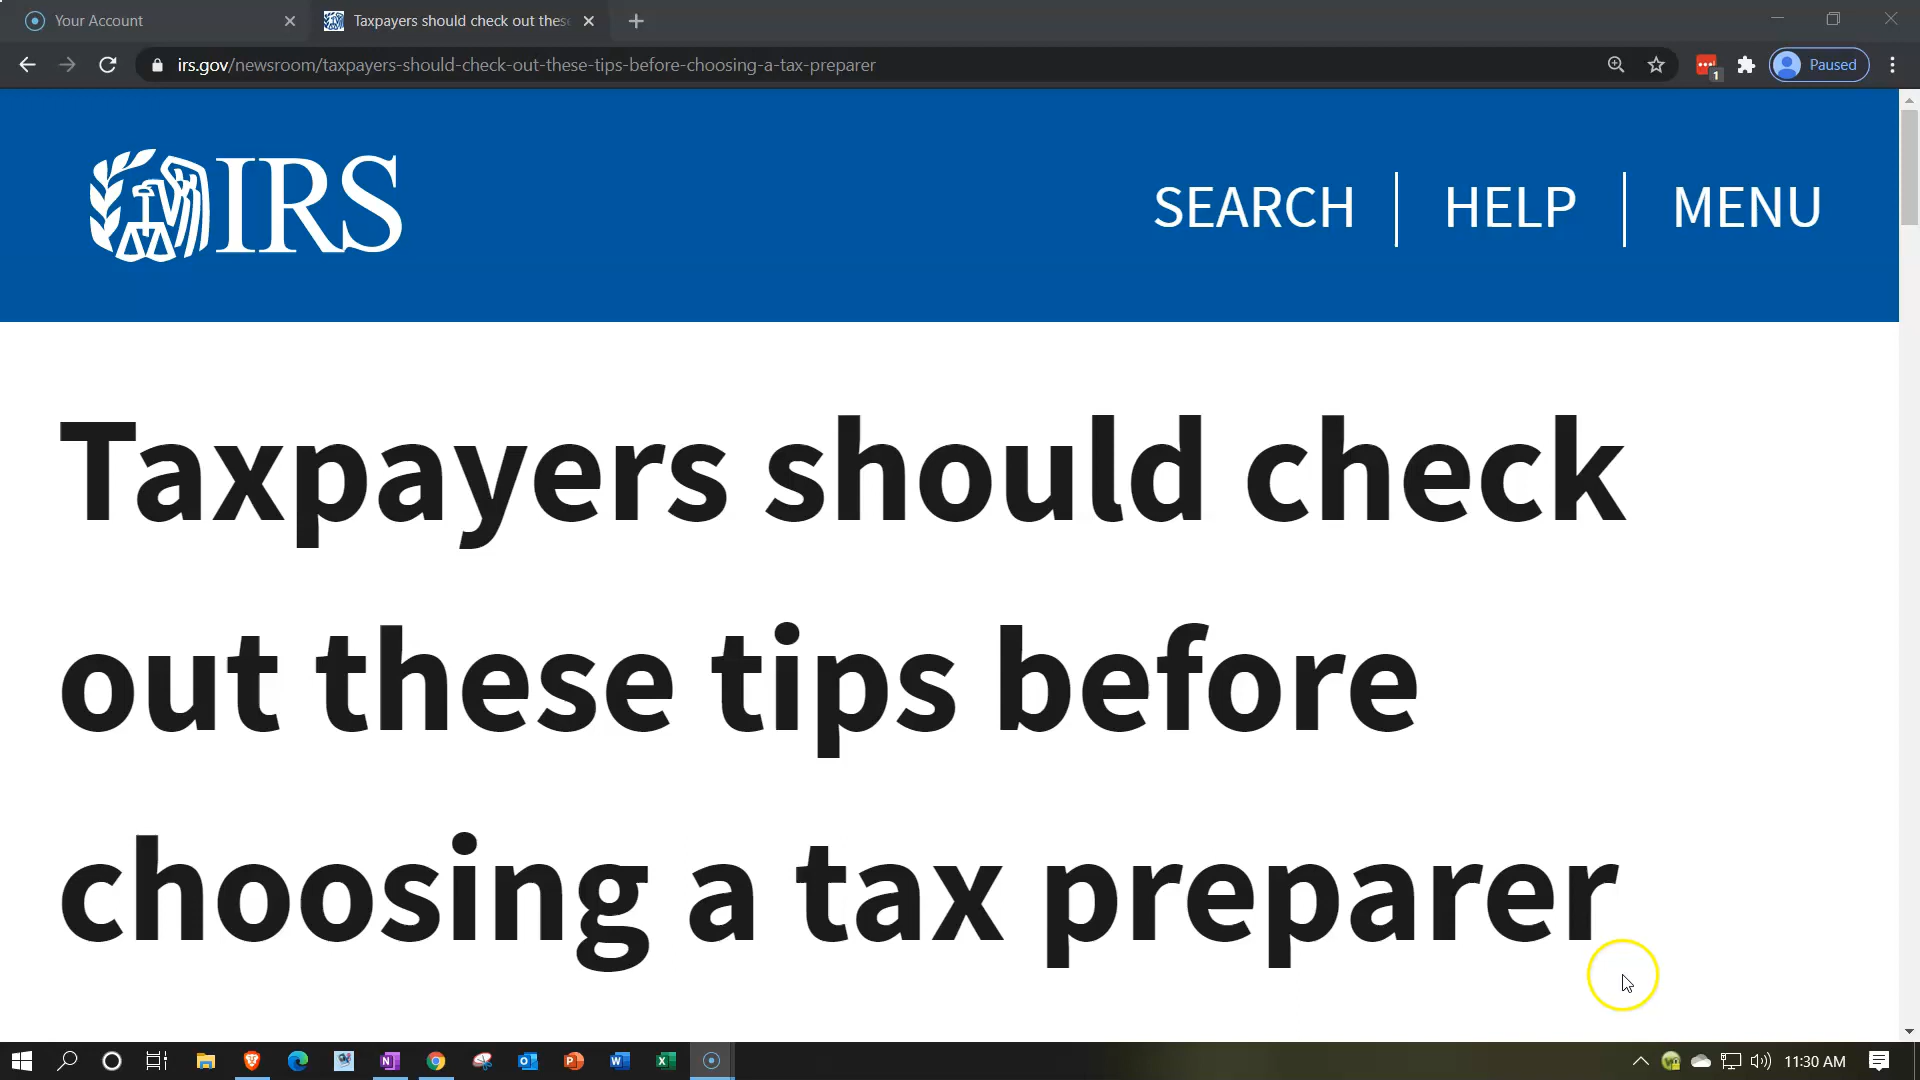 Your Account
Taxpayers should check out thes
irs.gov/newsroom/taxpayers-should-check-out-these-tips-before-choosing-a-tax-preparer
1
Paused
IRS
SEARCH
HELP
MENU
Taxpayers should check
out these tips before
choosing a tax preparer
11:30 AM